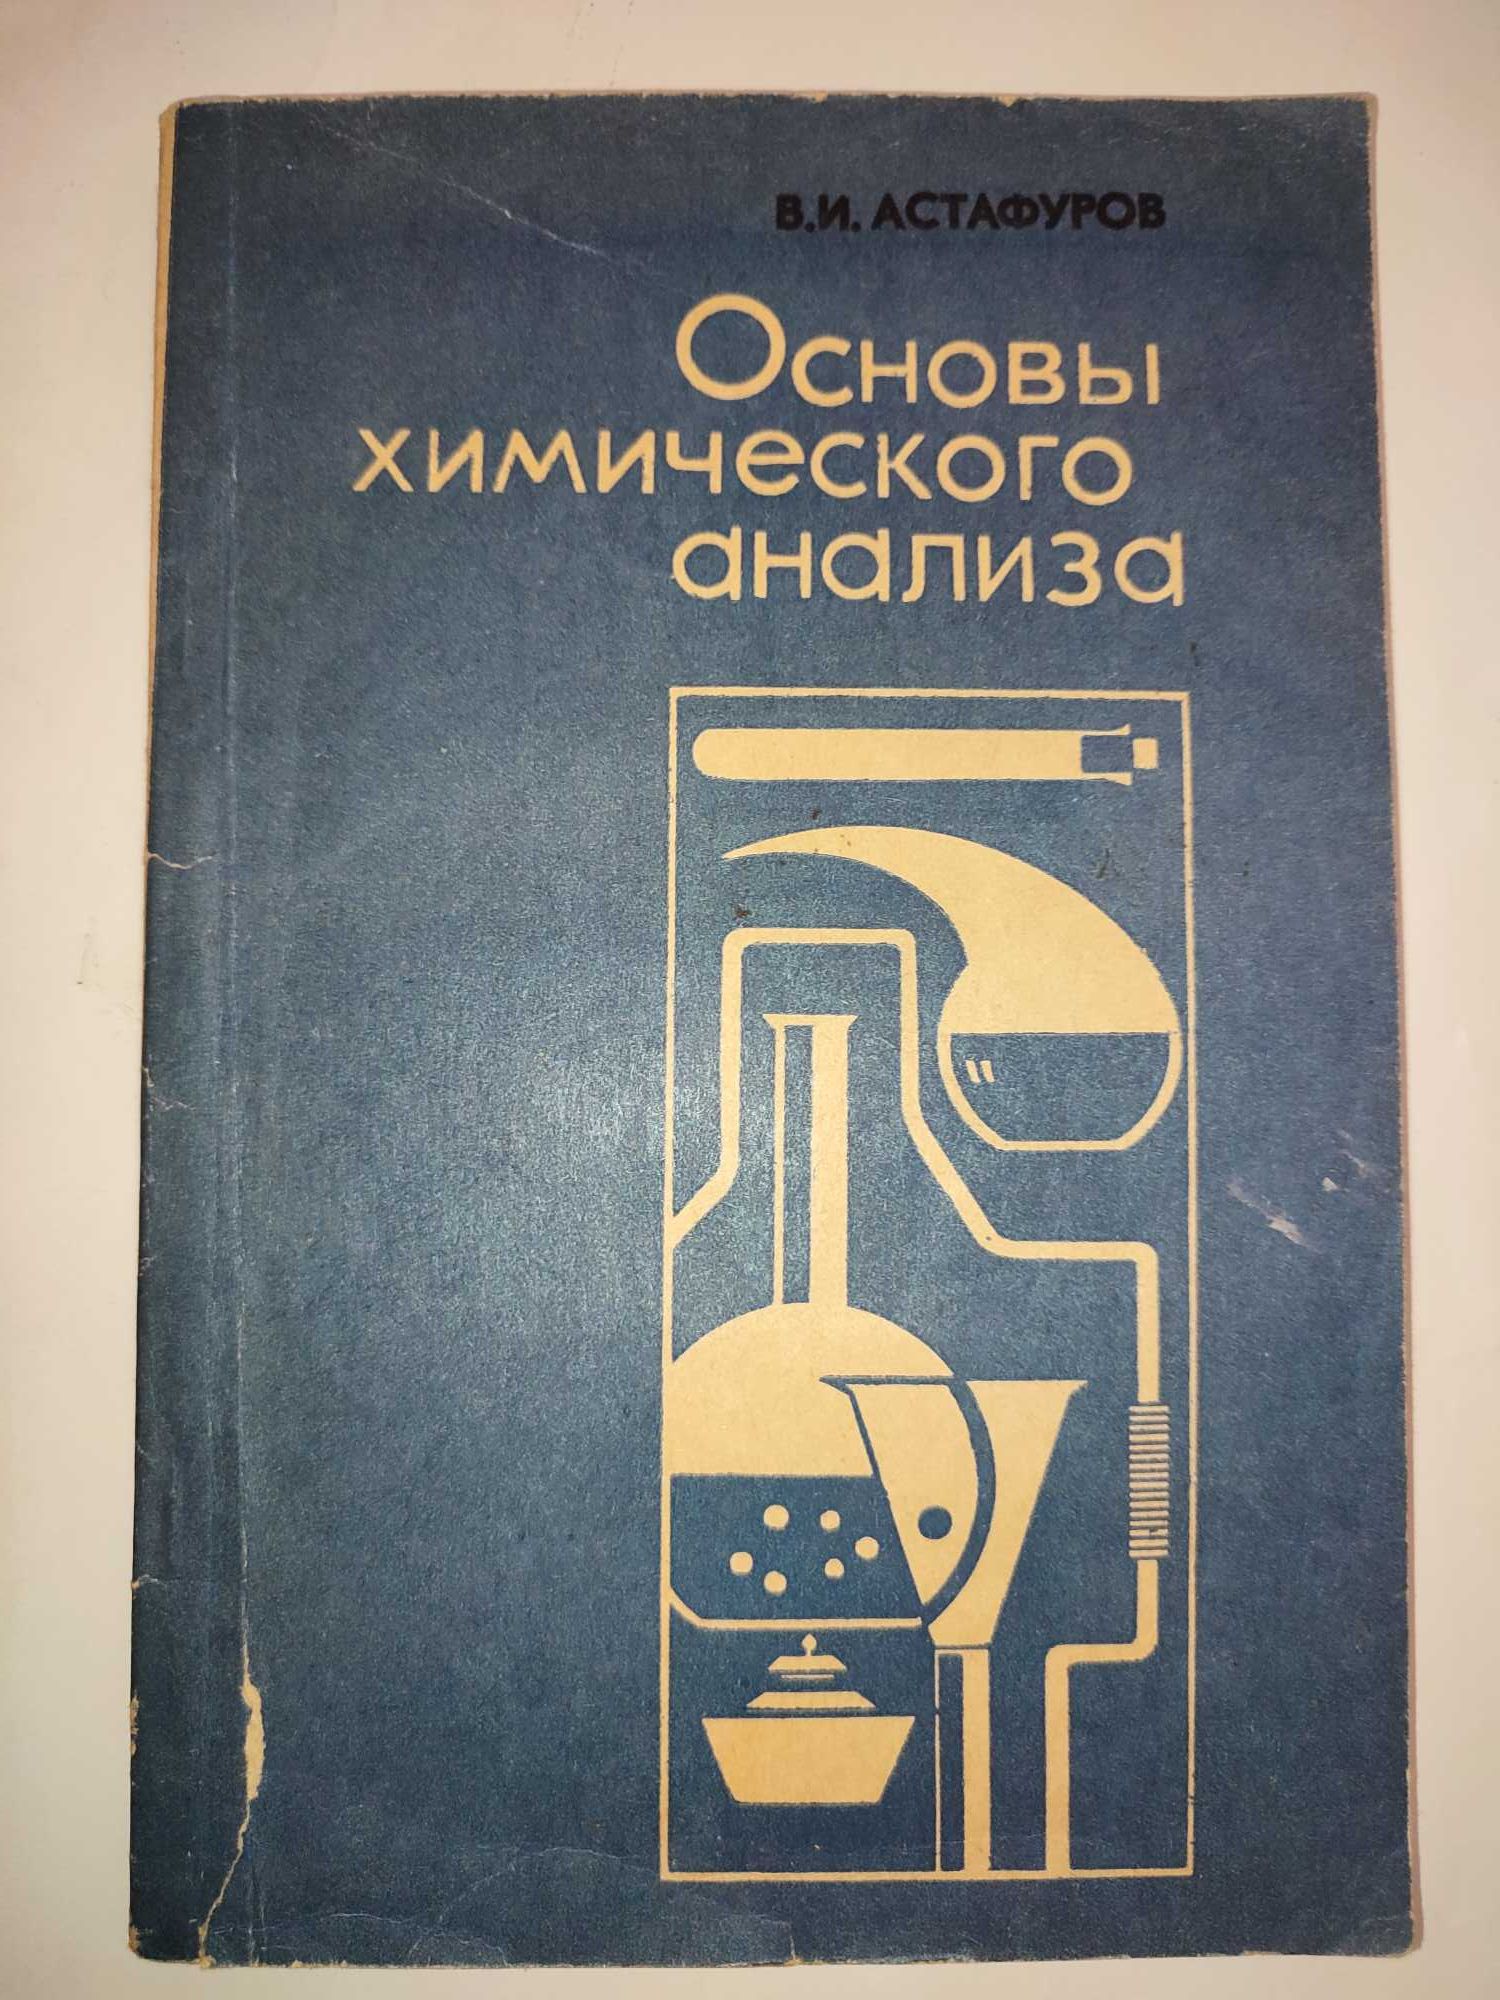 В.И. АСТАФУРОВ
Основы
химического
анализа